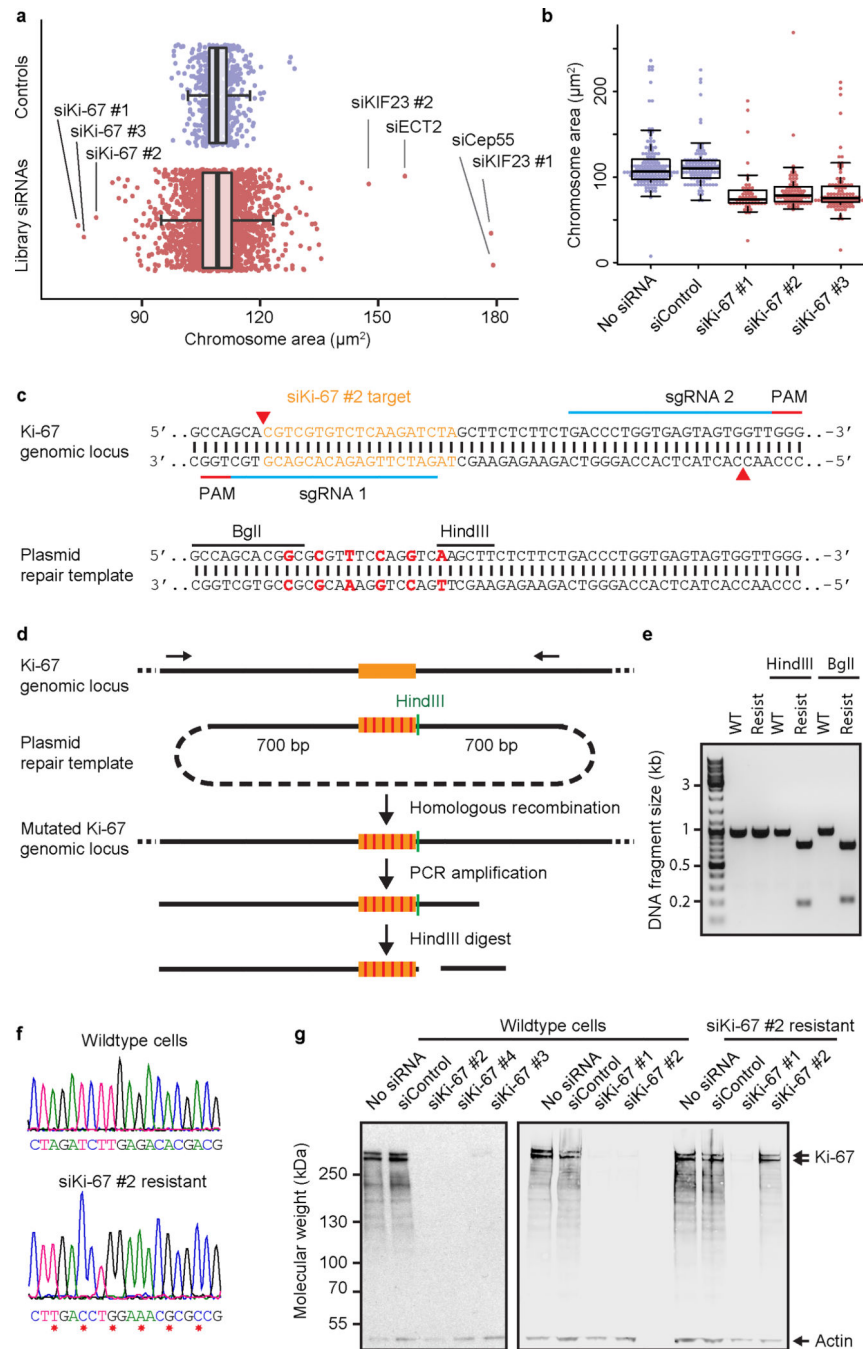 a
Controls
Library siRNAs
siKi-67 #1
siKi-67 #3
siKi-67 #2
siKIF23 #2
siECT2
siCep55
siKIF23 #1
90
120
150
180
Chromosome area (µm²)
b
Chromosome area (µm²)
200
100
0
No siRNA
siControl
siKi-67 #1
siKi-67 #2
siKi-67 #3
c
siKi-67 #2 target
sgRNA 2
PAM
Ki-67
genomic locus
5′..GCCAGCACGTCGTGTCTCAAGATCTAGCTTCTCTTCTGACCCTGGTGAGTAGTGGTTGGG..–3′
3′..CGGTCGTGCAGCACAGAGTTCTAGATCGAAGAGAAGACTGGGACCACTCATCACCAACCC..–5′
PAM
sgRNA 1
BglI
HindIII
Plasmid
repair template
5′..GCCAGCACGGCGCGTTTCCAGGTCAAGCTTCTCTTCTGACCCTGGTGAGTAGTGGTTGGG..–3′
3′..CGGTCGTGCCGCGCAAAGGTCCAGTTCGAAGAGAAGACTGGGACCACTCATCACCAACCC..–5′
d
Ki-67
genomic locus
HindIII
Plasmid
repair template
700 bp
700 bp
Homologous recombination
Mutated Ki-67
genomic locus
PCR amplification
HindIII digest
e
HindIII
BglI
WT
Resist
WT
Resist
WT
Resist
DNA fragment size (kb)
3
1
0.5
0.2
f
Wildtype cells
CTAGATCTTGAGACACGACG
siKi-67 #2 resistant
CTTGACCTGGAAACGCGCCG
* * * * * *
g
Wildtype cells
siKi-67 #2 resistant
No siRNA
siControl
siKi-67 #2
siKi-67 #4
siKi-67 #3
No siRNA
siControl
siKi-67 #1
siKi-67 #2
No siRNA
siControl
siKi-67 #1
siKi-67 #2
Molecular weight (kDa)
250
130
100
70
55
Ki-67
Actin